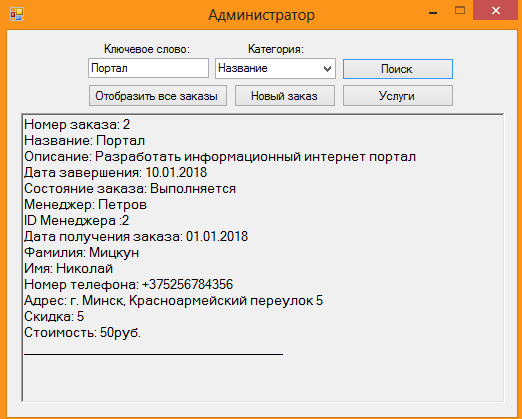 Администратор
Ключевое слово: Категория:
Портал Название Поиск
Отобразить все заказы Новый заказ Услуги
Номер заказа: 2
Название: Портал
Описание: Разработать информационный интернет портал
Дата завершения: 10.01.2018
Состояние заказа: Выполняется
Менеджер: Петров
ID Менеджера :2
Дата получения заказа: 01.01.2018
Фамилия: Мицкун
Имя: Николай
Номер телефона: +375256784356
Адрес: г. Минск, Красноармейский переулок 5
Скидка: 5
Стоимость: 50руб.